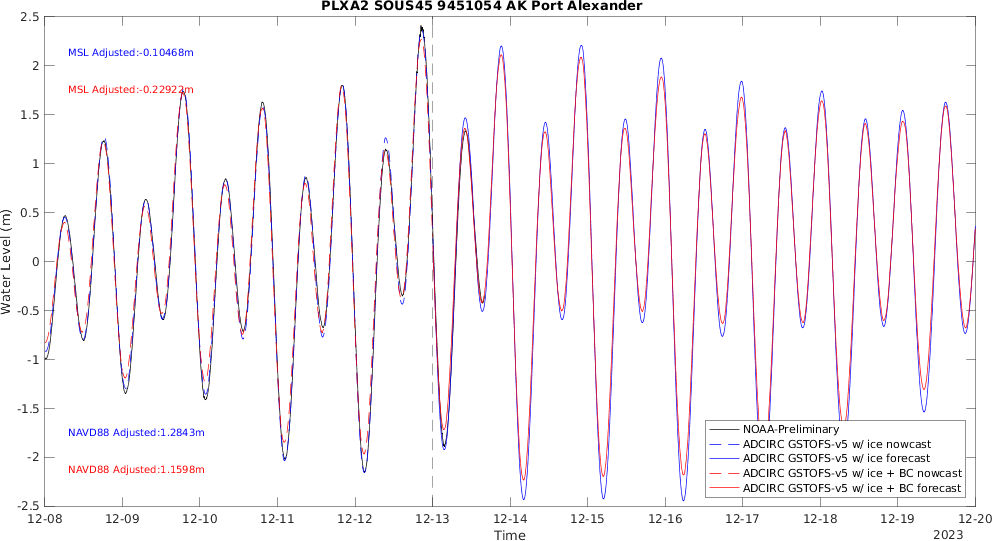 PLXA2 SOUS45 9451054 AK Port Alexander
2.5
2
1.5
1
0.5
0
-0.5
-1
-1.5
-2
-2.5
Water Level (m)
MSL Adjusted:-0.10468m
MSL Adjusted:-0.22922m
NAVD88 Adjusted:1.2843m
NAVD88 Adjusted:1.1598m
NOAA-Preliminary
ADCIRC GSTOFS-v5 w/ ice nowcast
ADCIRC GSTOFS-v5 w/ ice forecast
ADCIRC GSTOFS-v5 w/ ice + BC nowcast
ADCIRC GSTOFS-v5 w/ ice + BC forecast
12-08 12-09 12-10 12-11 12-12 12-13 12-14 12-15 12-16 12-17 12-18 12-19 12-20
Time
2023